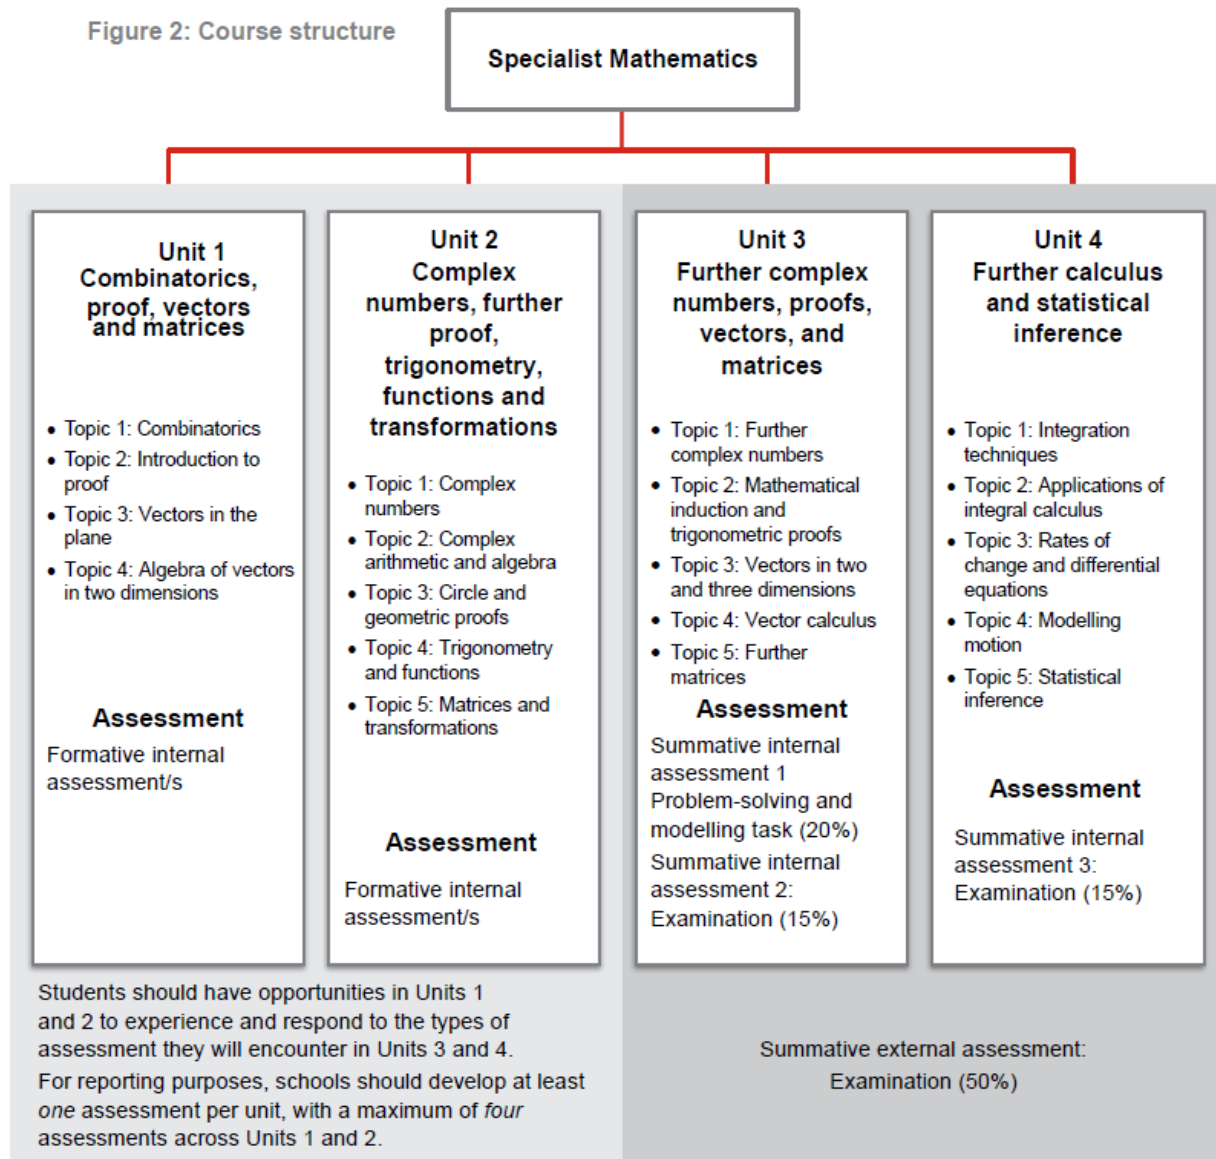 Figure 2: Course structure
Specialist Mathematics
Unit 1
Combinatorics,
proof, vectors
and matrices
• Topic 1: Combinatorics
• Topic 2: Introduction to
proof
• Topic 3: Vectors in the
plane
• Topic 4: Algebra of vectors
in two dimensions
Assessment
Formative internal
assessment/s
Unit 2
Complex
numbers, further
proof,
trigonometry,
functions and
transformations
• Topic 1: Complex
numbers
• Topic 2: Complex
arithmetic and algebra
• Topic 3: Circle and
geometric proofs
• Topic 4: Trigonometry
and functions
• Topic 5: Matrices and
transformations
Assessment
Formative internal
assessment/s
Unit 3
Further complex
numbers, proofs,
vectors, and
matrices
• Topic 1: Further
complex numbers
• Topic 2: Mathematical
induction and
trigonometric proofs
• Topic 3: Vectors in two
and three dimensions
• Topic 4: Vector calculus
• Topic 5: Further
matrices
Assessment
Summative internal
assessment 1
Problem-solving and
modelling task (20%)
Summative internal
assessment 2:
Examination (15%)
Unit 4
Further calculus
and statistical
inference
• Topic 1: Integration
techniques
• Topic 2: Applications of
integral calculus
• Topic 3: Rates of
change and differential
equations
• Topic 4: Modelling
motion
• Topic 5: Statistical
inference
Assessment
Summative internal
assessment 3:
Examination (15%)
Students should have opportunities in Units 1
and 2 to experience and respond to the types of
assessment they will encounter in Units 3 and 4.
For reporting purposes, schools should develop at least
one assessment per unit, with a maximum of four
assessments across Units 1 and 2.
Summative external assessment:
Examination (50%)